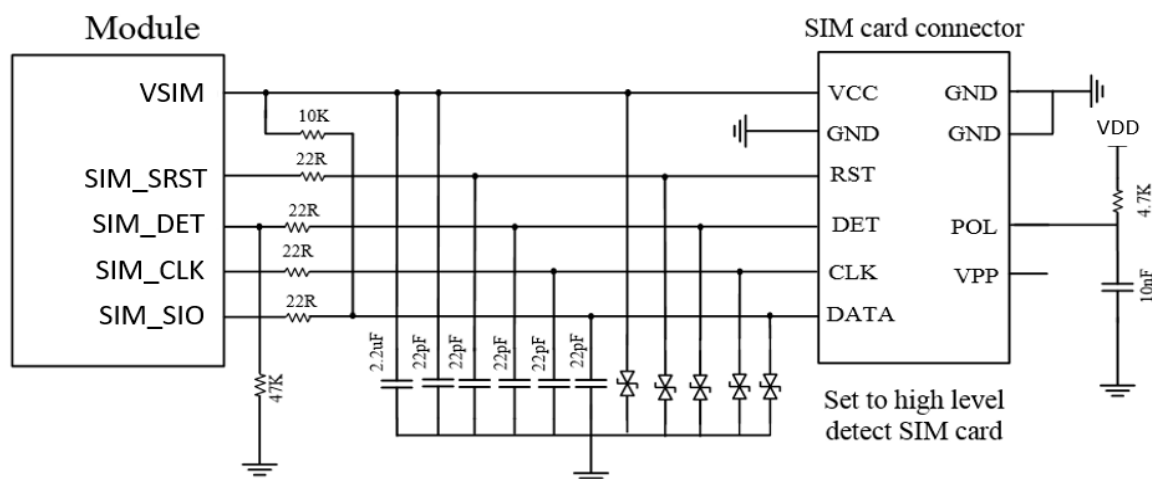 Module
SIM card connector
VSIM
VCC
GND
10K
GND
GND
VDD
22R
SIM_SRST
RST
4.7K
22R
SIM_DET
DET
POL
22R
SIM_CLK
CLK
VPP
10nF
22R
SIM_SIO
DATA
2.2uF
22pF
22pF
22pF
22pF
22pF
47K
Set to high level
detect SIM card